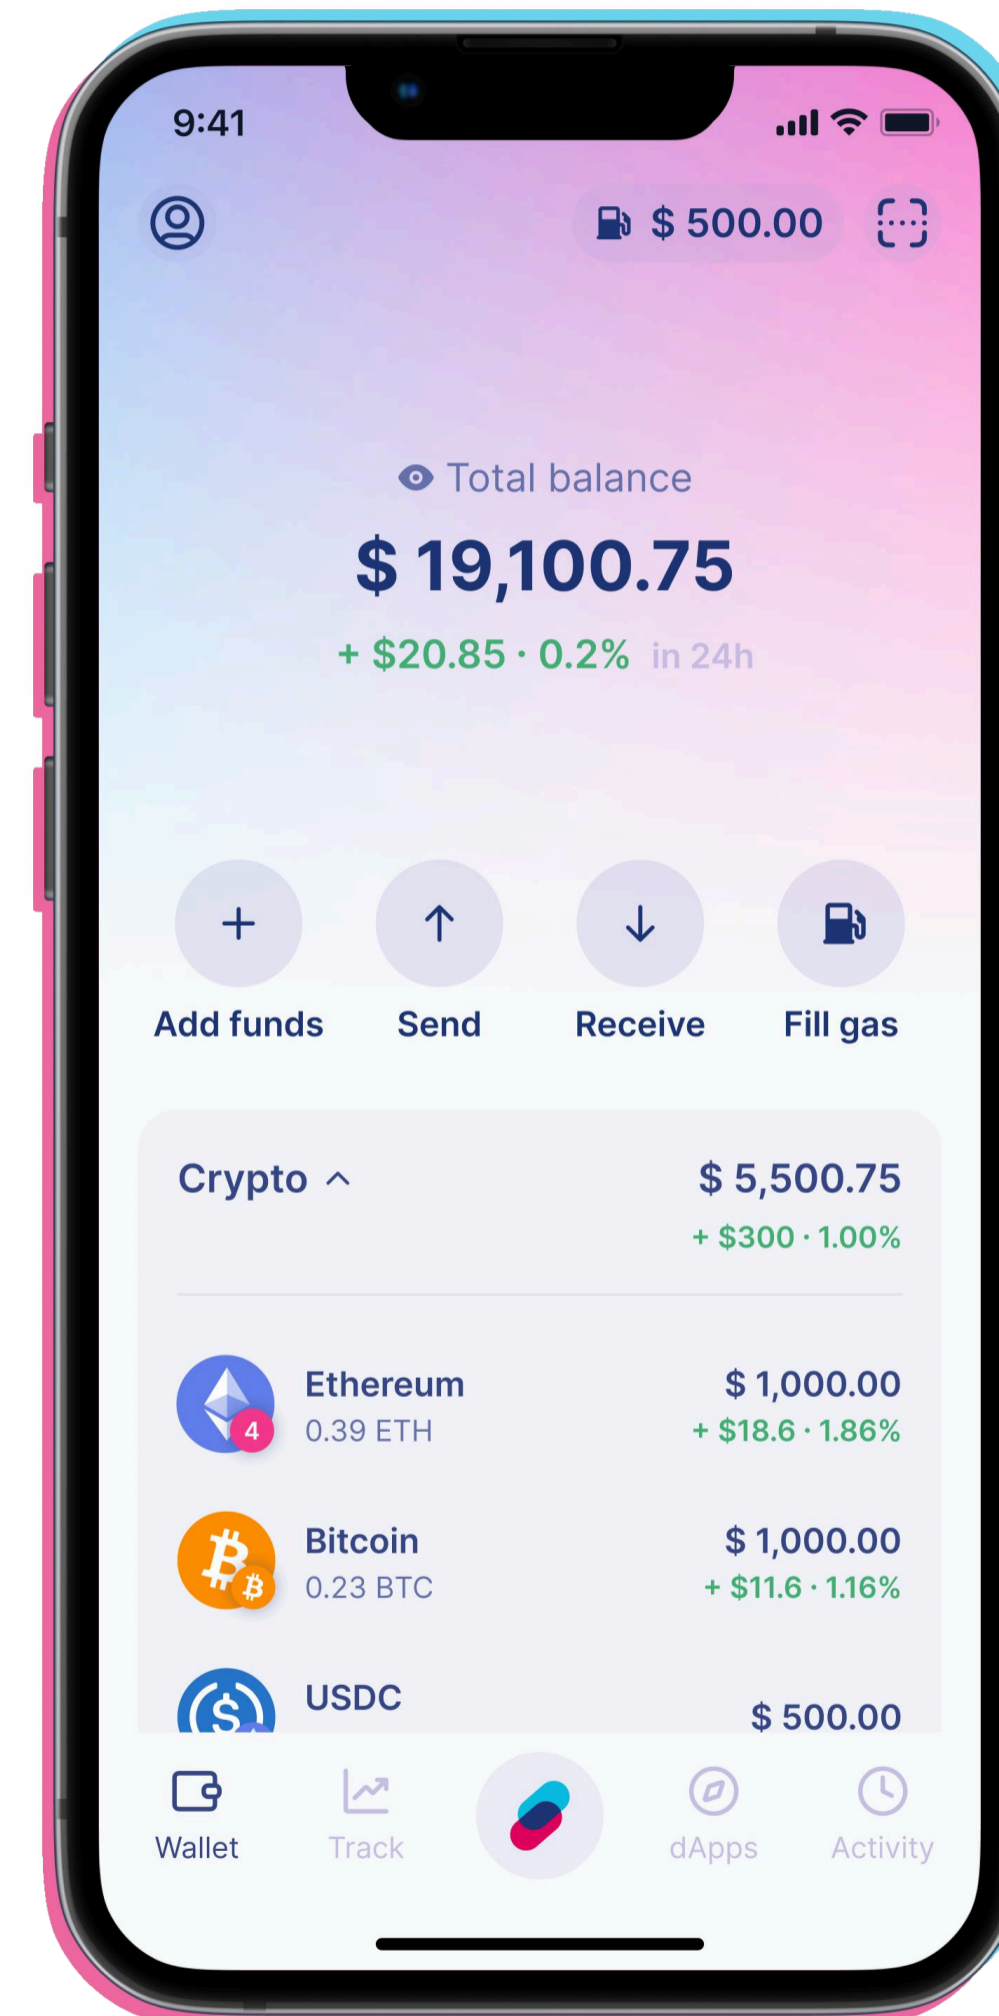 9:41
$ 500.00
Total balance
$ 19,100.75
+ $20.85 · 0.2% in 24h
Add funds Send Receive Fill gas
Crypto $ 5,500.75
+ $300 · 1.00%
Ethereum $ 1,000.00
4 0.39 ETH + $18.6 · 1.86%
Bitcoin $ 1,000.00
0.23 BTC + $11.6 · 1.16%
USDC
$ 500.00
Wallet Track dApps Activity